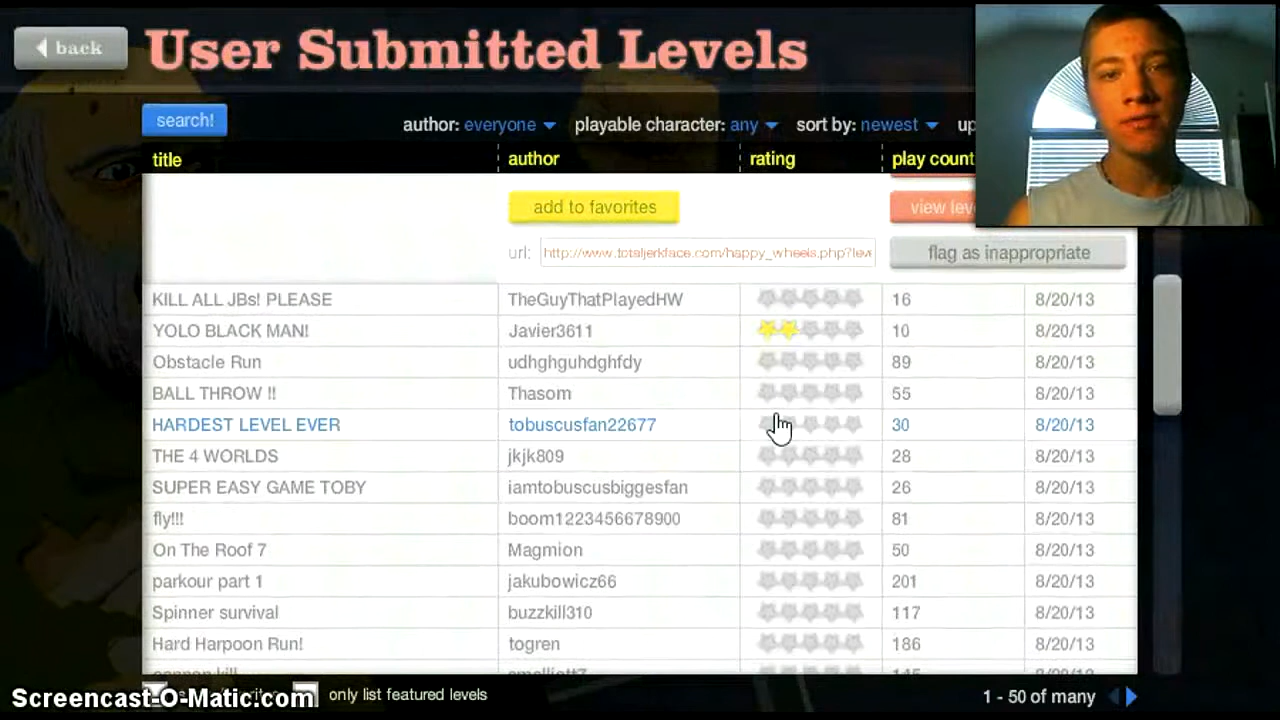 back
User Submitted Levels
search!
author: everyone
playable character: any
sort by: newest
up
title
author
rating
play count
add to favorites
view leve
url: http://www.totaljerkface.com/happy_wheels.php?leve
flag as inappropriate
KILL ALL JBs! PLEASE TheGuyThatPlayedHW 16 8/20/13
YOLO BLACK MAN! Javier3611 10 8/20/13
Obstacle Run udhghguhdghfdy 89 8/20/13
BALL THROW !! Thasom 55 8/20/13
HARDEST LEVEL EVER tobuscusfan22677 30 8/20/13
THE 4 WORLDS jkjk809 28 8/20/13
SUPER EASY GAME TOBY iamtobuscusbiggesfan 26 8/20/13
fly!!! boom1223456678900 81 8/20/13
On The Roof 7 Magmion 50 8/20/13
parkour part 1 jakubowicz66 201 8/20/13
Spinner survival buzzkill310 117 8/20/13
Hard Harpoon Run! togren 186 8/20/13
Screencast-O-Matic.com
only list featured levels
1 - 50 of many